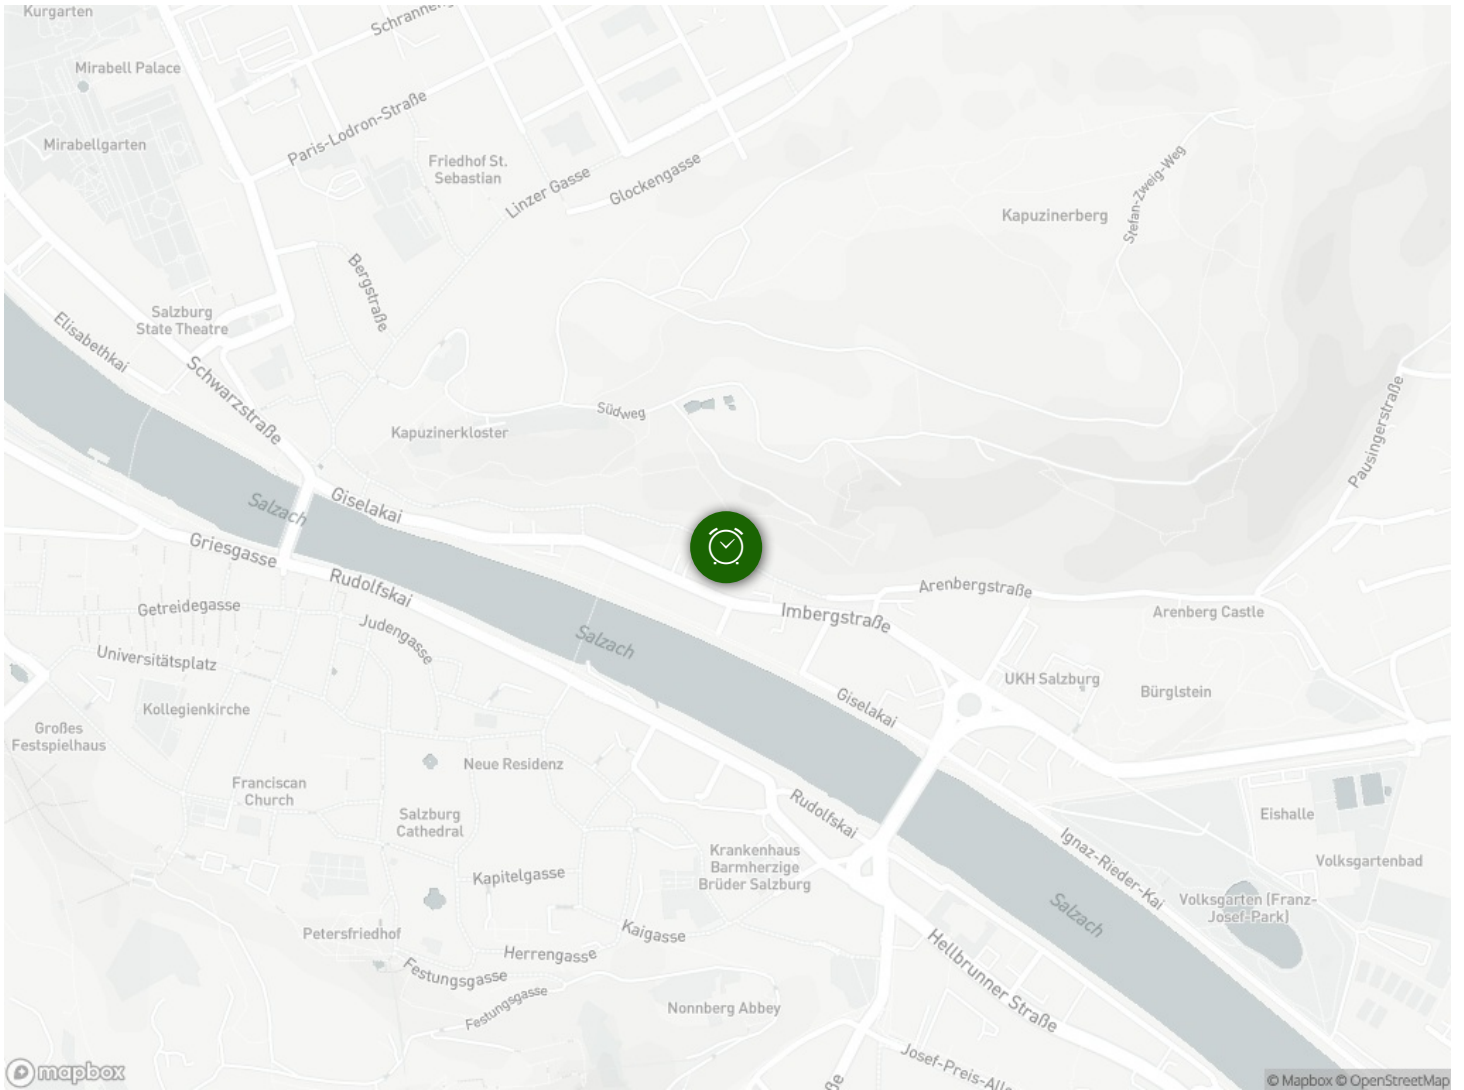 Kurgarten
Schranneng
Mirabell Palace
Paris-Lodron-Straße
Mirabellgarten
Friedhof St.
Sebastian
Linzer Gasse
Glockengasse
Stefan-Zweig-Weg
Kapuzinerberg
Bergstraße
Salzburg
State Theatre
Elisabethkai
Schwarzstraße
Südweg
Kapuzinerkloster
Pausingerstraße
Salzach
Giselakai
Griesgasse
Rudolfskai
Getreidegasse
Judengasse
Universitätsplatz
Salzach
Imbergstraße
Arenbergstraße
Arenberg Castle
UKH Salzburg
Bürglstein
Giselakai
Kollegienkirche
Großes
Festspielhaus
Neue Residenz
Franciscan
Church
Salzburg
Cathedral
Rudolfskai
Eishalle
Ignaz-Rieder-Kai
Krankenhaus
Barmherzige
Brüder Salzburg
Volksgartenbad
Kapitelgasse
Volksgarten (Franz-
Josef-Park)
Salzach
Petersfriedhof
Kaigasse
Herrengasse
Festungsgasse
Festungsgasse
Hellbrunner Straße
Nonnberg Abbey
Josef-Preis-Alle
ße
mapbox
© Mapbox © OpenStreetMap